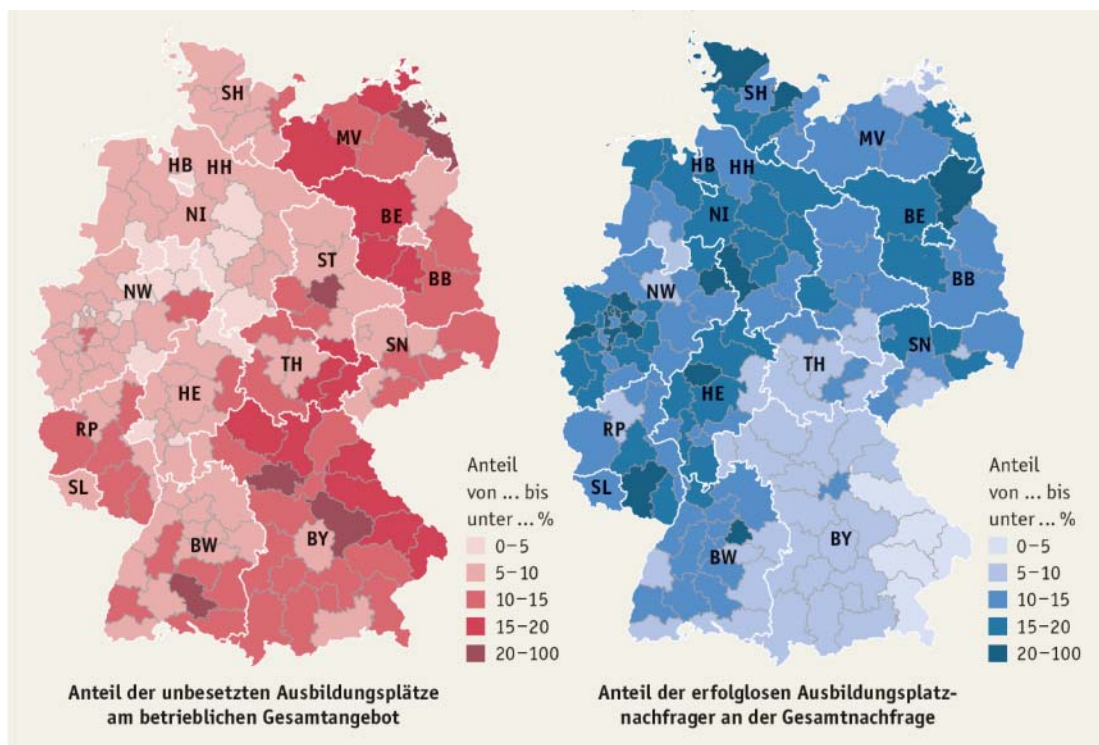 SH
MV
HB
HH
NI
BE
ST
BB
NW
SN
TH
HE
RP
SL
BW
BY
Anteil
von ... bis
unter ... %
0–5
5–10
10–15
15–20
20–100
Anteil der unbesetzten Ausbildungsplätze
am betrieblichen Gesamtangebot
SH
MV
HB
HH
NI
BE
NW
BB
SN
TH
HE
RP
SL
BW
BY
Anteil
von ... bis
unter ... %
0–5
5–10
10–15
15–20
20–100
Anteil der erfolglosen Ausbildungsplatz-
nachfrager an der Gesamtnachfrage